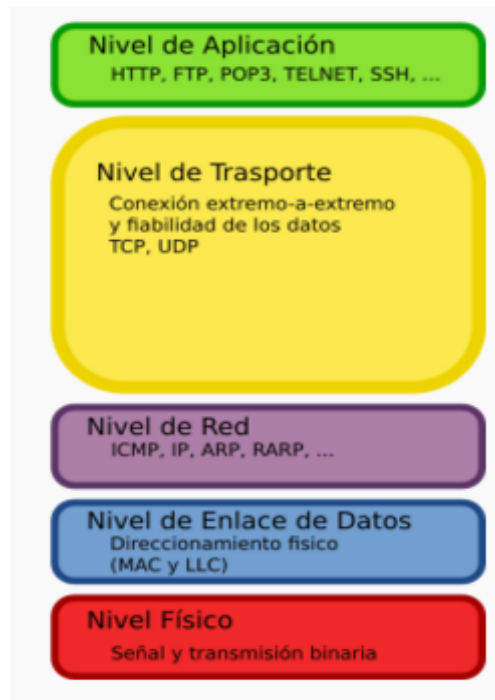 Nivel de Aplicación
HTTP, FTP, POP3, TELNET, SSH, ...
Nivel de Trasporte
Conexión extremo-a-extremo
y fiabilidad de los datos
TCP, UDP
Nivel de Red
ICMP, IP, ARP, RARP, ...
Nivel de Enlace de Datos
Direccionamiento fisico
(MAC y LLC)
Nivel Físico
Señal y transmisión binaria